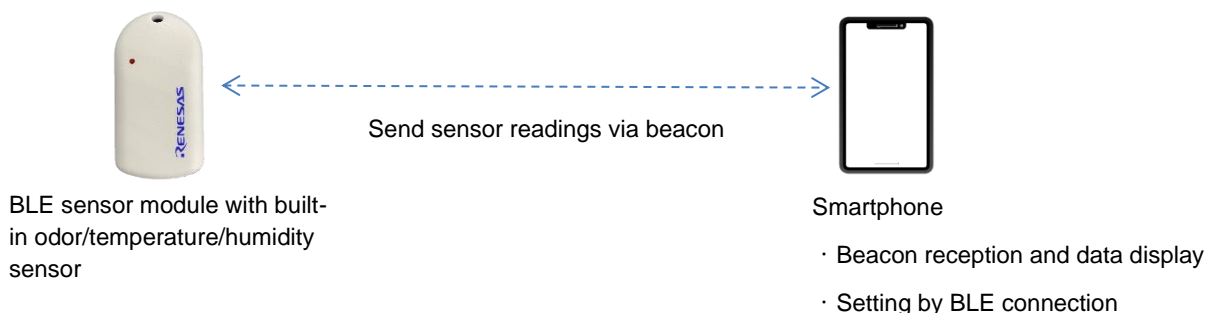 RENESAS
Send sensor readings via beacon
BLE sensor module with built-
in odor/temperature/humidity
sensor
Smartphone
・Beacon reception and data display
・Setting by BLE connection